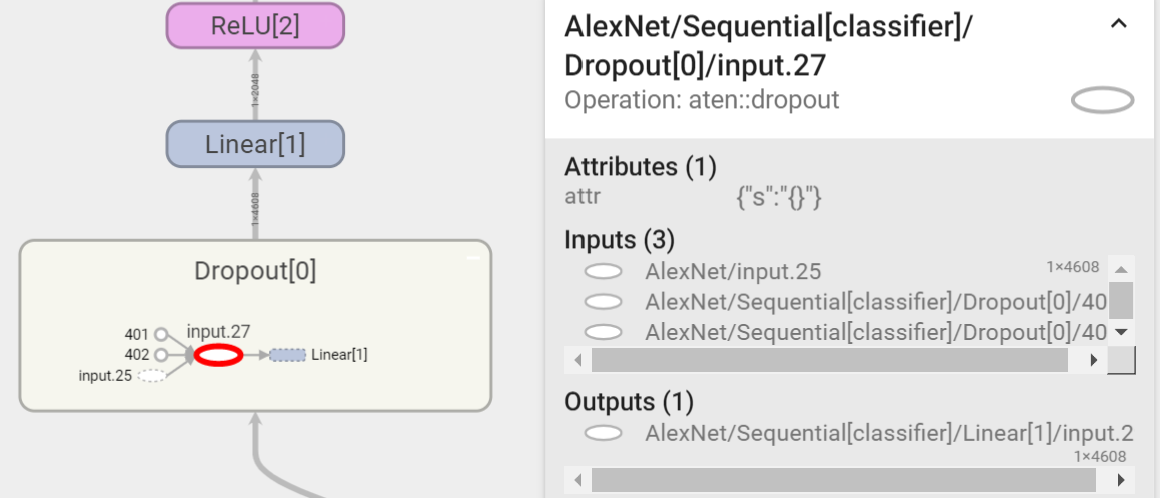 ReLU[2]
1×2048
Linear[1]
1×4608
Dropout[0]
401
input.27
402
Linear[1]
input.25
AlexNet/Sequential[classifier]/
Dropout[0]/input.27
Operation: aten::dropout
Attributes (1)
attr {"s":"{}"}
Inputs (3)
AlexNet/input.25 1×4608
AlexNet/Sequential[classifier]/Dropout[0]/40
AlexNet/Sequential[classifier]/Dropout[0]/40
Outputs (1)
AlexNet/Sequential[classifier]/Linear[1]/input.2
1×4608